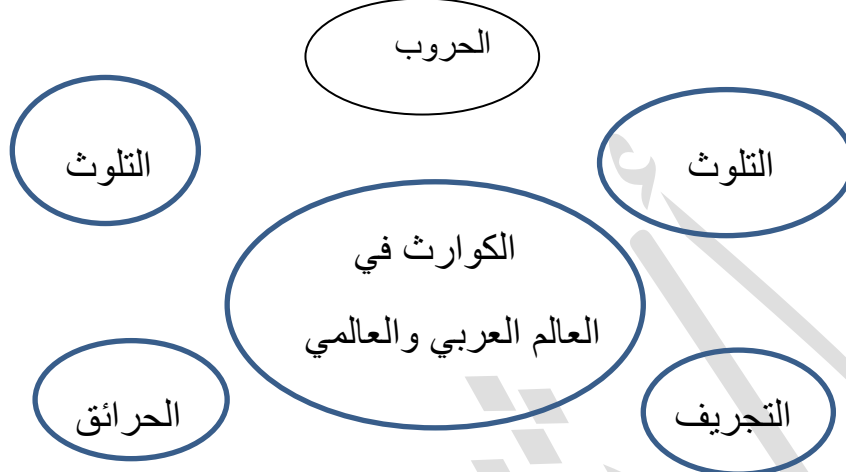 الحروب
التلوث
التلوث
الكوارث في
العالم العربي والعالمي
التجريف
الحرائق